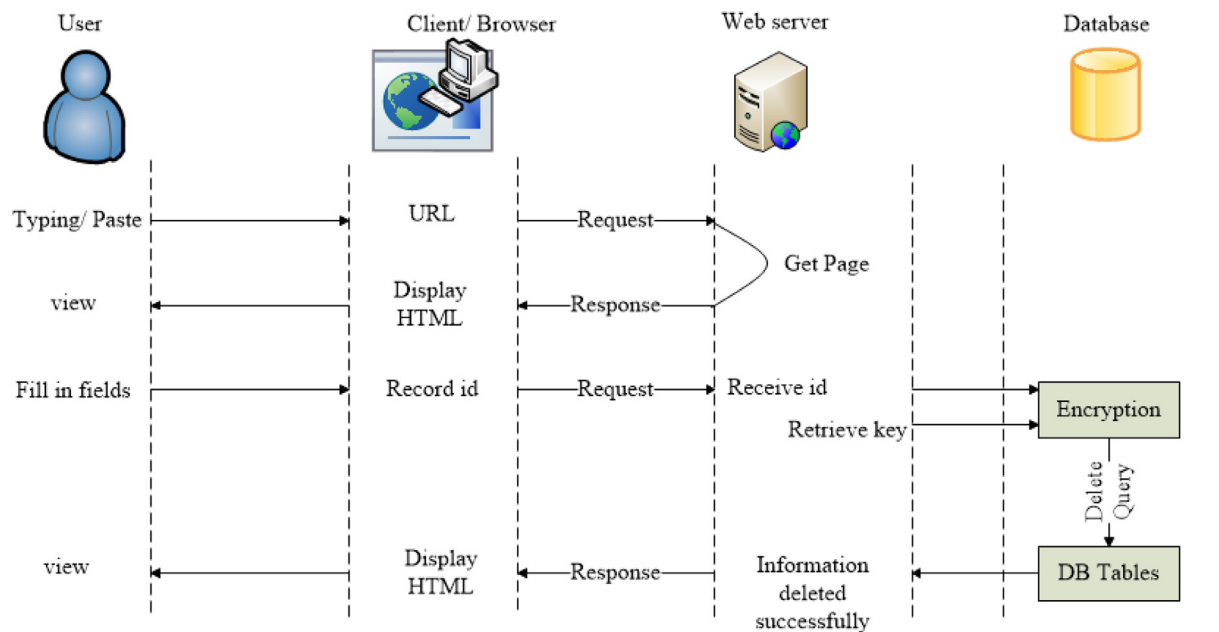 User
Client/ Browser
Web server
Database
Typing/ Paste
URL
Request
Get Page
view
Display
HTML
Response
Fill in fields
Record id
Request
Receive id
Encryption
Retrieve key
Delete
Query
view
Display
HTML
Response
Information
deleted
successfully
DB Tables